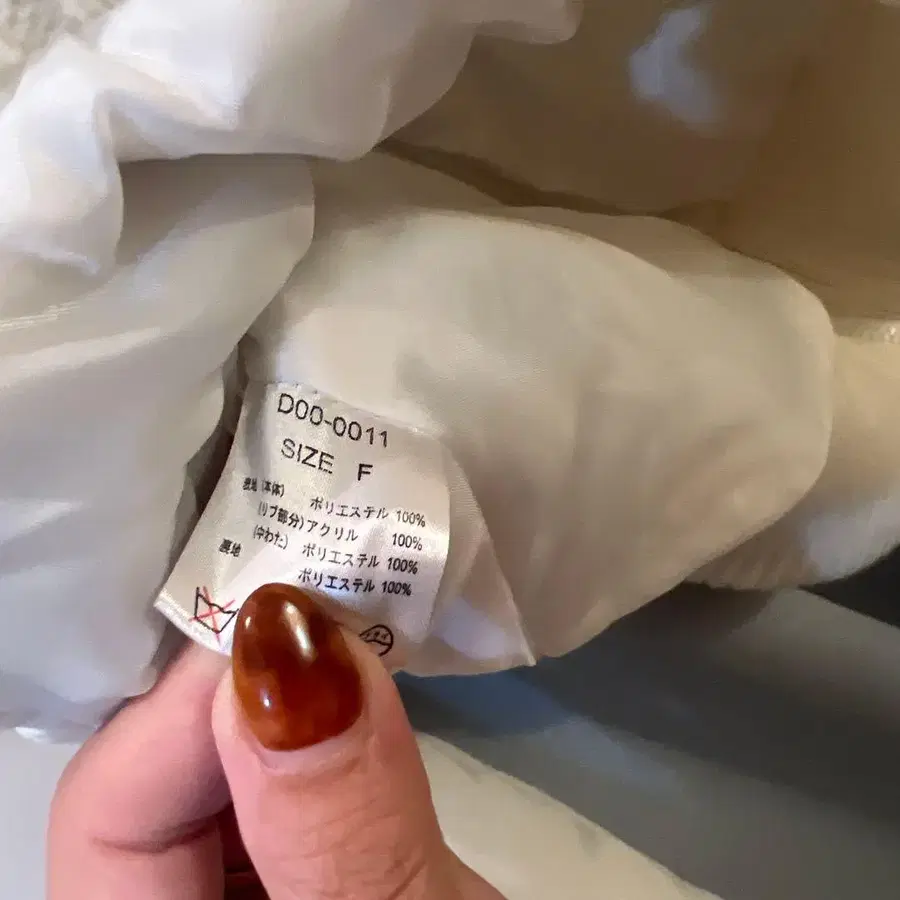 D00-0011
SIZE F
表地 (本体) ポリエステル 100%
(リブ部分) アクリル 100%
(中わた) ポリエステル 100%
裏地 ポリエステル 100%